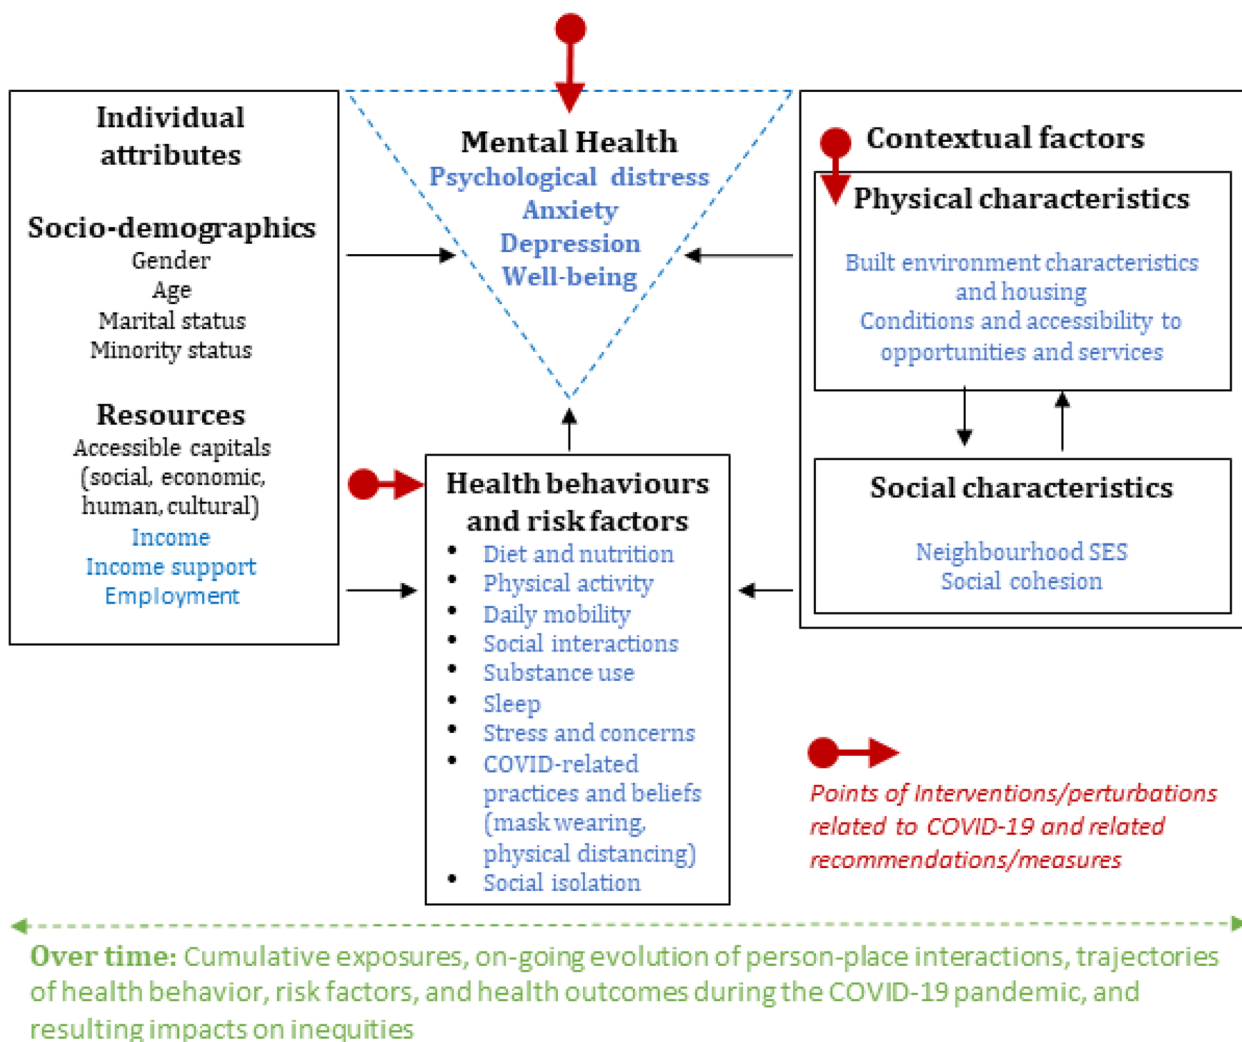 Individual
attributes
Socio-demographics
Gender
Age
Marital status
Minority status
Resources
Accessible capitals
(social, economic,
human, cultural)
Income
Income support
Employment
Mental Health
Psychological distress
Anxiety
Depression
Well-being
Health behaviours
and risk factors
• Diet and nutrition
• Physical activity
• Daily mobility
• Social interactions
• Substance use
• Sleep
• Stress and concerns
• COVID-related
practices and beliefs
(mask wearing,
physical distancing)
• Social isolation
Contextual factors
Physical characteristics
Built environment characteristics
and housing
Conditions and accessibility to
opportunities and services
Social characteristics
Neighbourhood SES
Social cohesion
Points of Interventions/perturbations
related to COVID-19 and related
recommendations/measures
Over time: Cumulative exposures, on-going evolution of person-place interactions, trajectories
of health behavior, risk factors, and health outcomes during the COVID-19 pandemic, and
resulting impacts on inequities